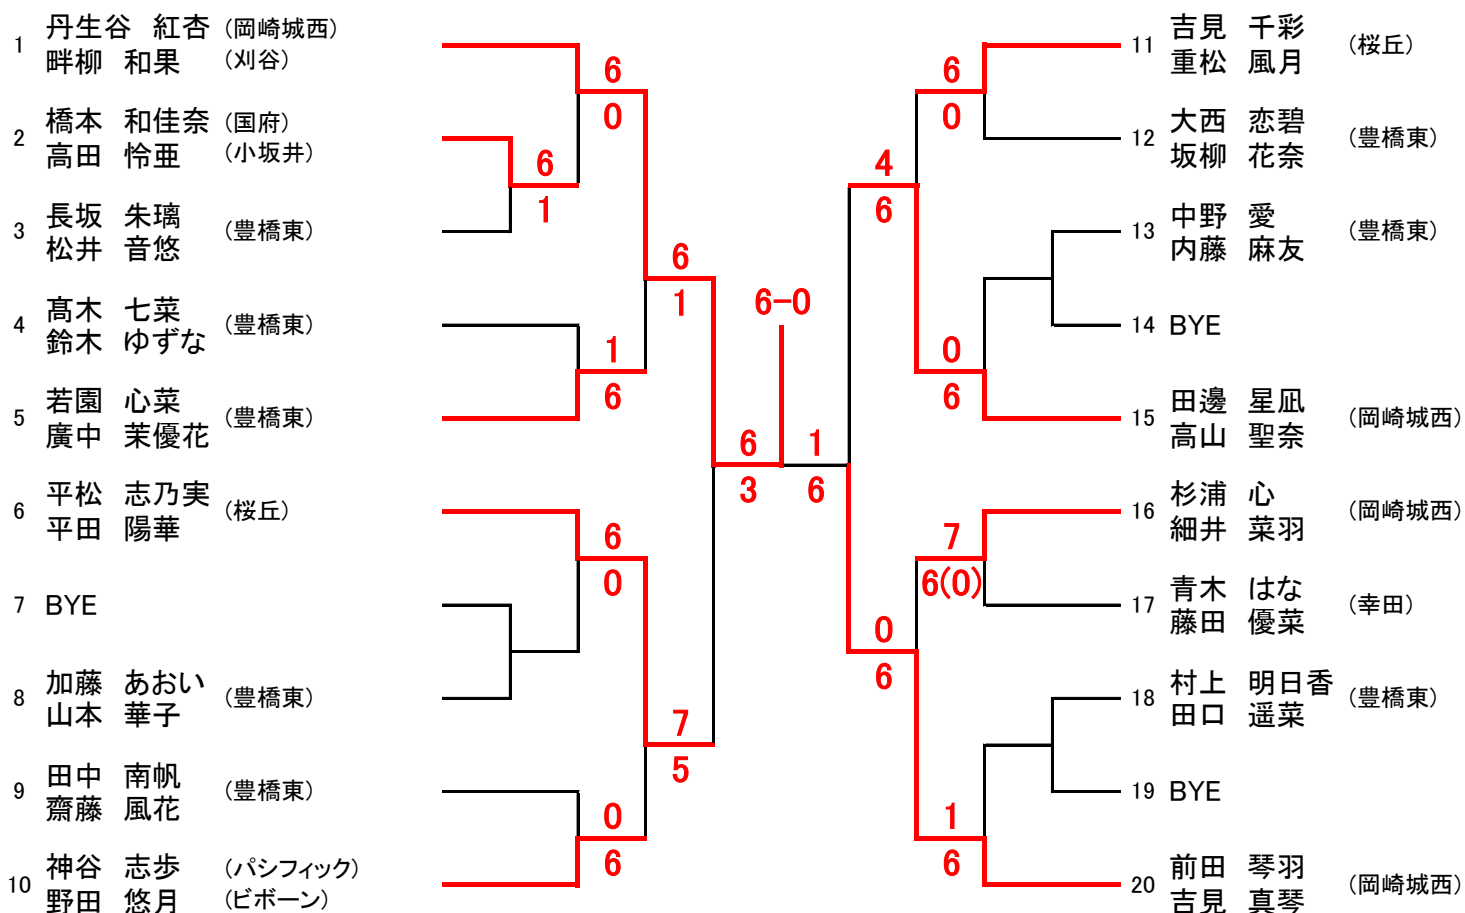 1 丹生谷 紅杏 (岡崎城西)
畔柳 和果 (刈谷)
6
0
2 橋本 和佳奈 (国府)
高田 怜亜 (小坂井)
6
1
3 長坂 朱璃 (豊橋東)
松井 音悠
6
1
4 髙木 七菜 (豊橋東)
鈴木 ゆずな
1
6
5 若園 心菜 (豊橋東)
廣中 茉優花
6
3
6 平松 志乃実 (桜丘)
平田 陽華
6
0
7 BYE
8 加藤 あおい (豊橋東)
山本 華子
7
5
9 田中 南帆 (豊橋東)
齋藤 風花
0
6
10 神谷 志歩 (パシフィック)
野田 悠月 (ビボーン)
6-0
11 吉見 千彩 (桜丘)
重松 風月
6
0
12 大西 恋碧 (豊橋東)
坂柳 花奈
4
6
13 中野 愛 (豊橋東)
内藤 麻友
14 BYE
0
6
15 田邊 星凪 (岡崎城西)
高山 聖奈
1
6
16 杉浦 心 (岡崎城西)
細井 菜羽
7
6(0)
17 青木 はな (幸田)
藤田 優菜
0
6
18 村上 明日香 (豊橋東)
田口 遥菜
19 BYE
1
6
20 前田 琴羽 (岡崎城西)
吉見 真琴